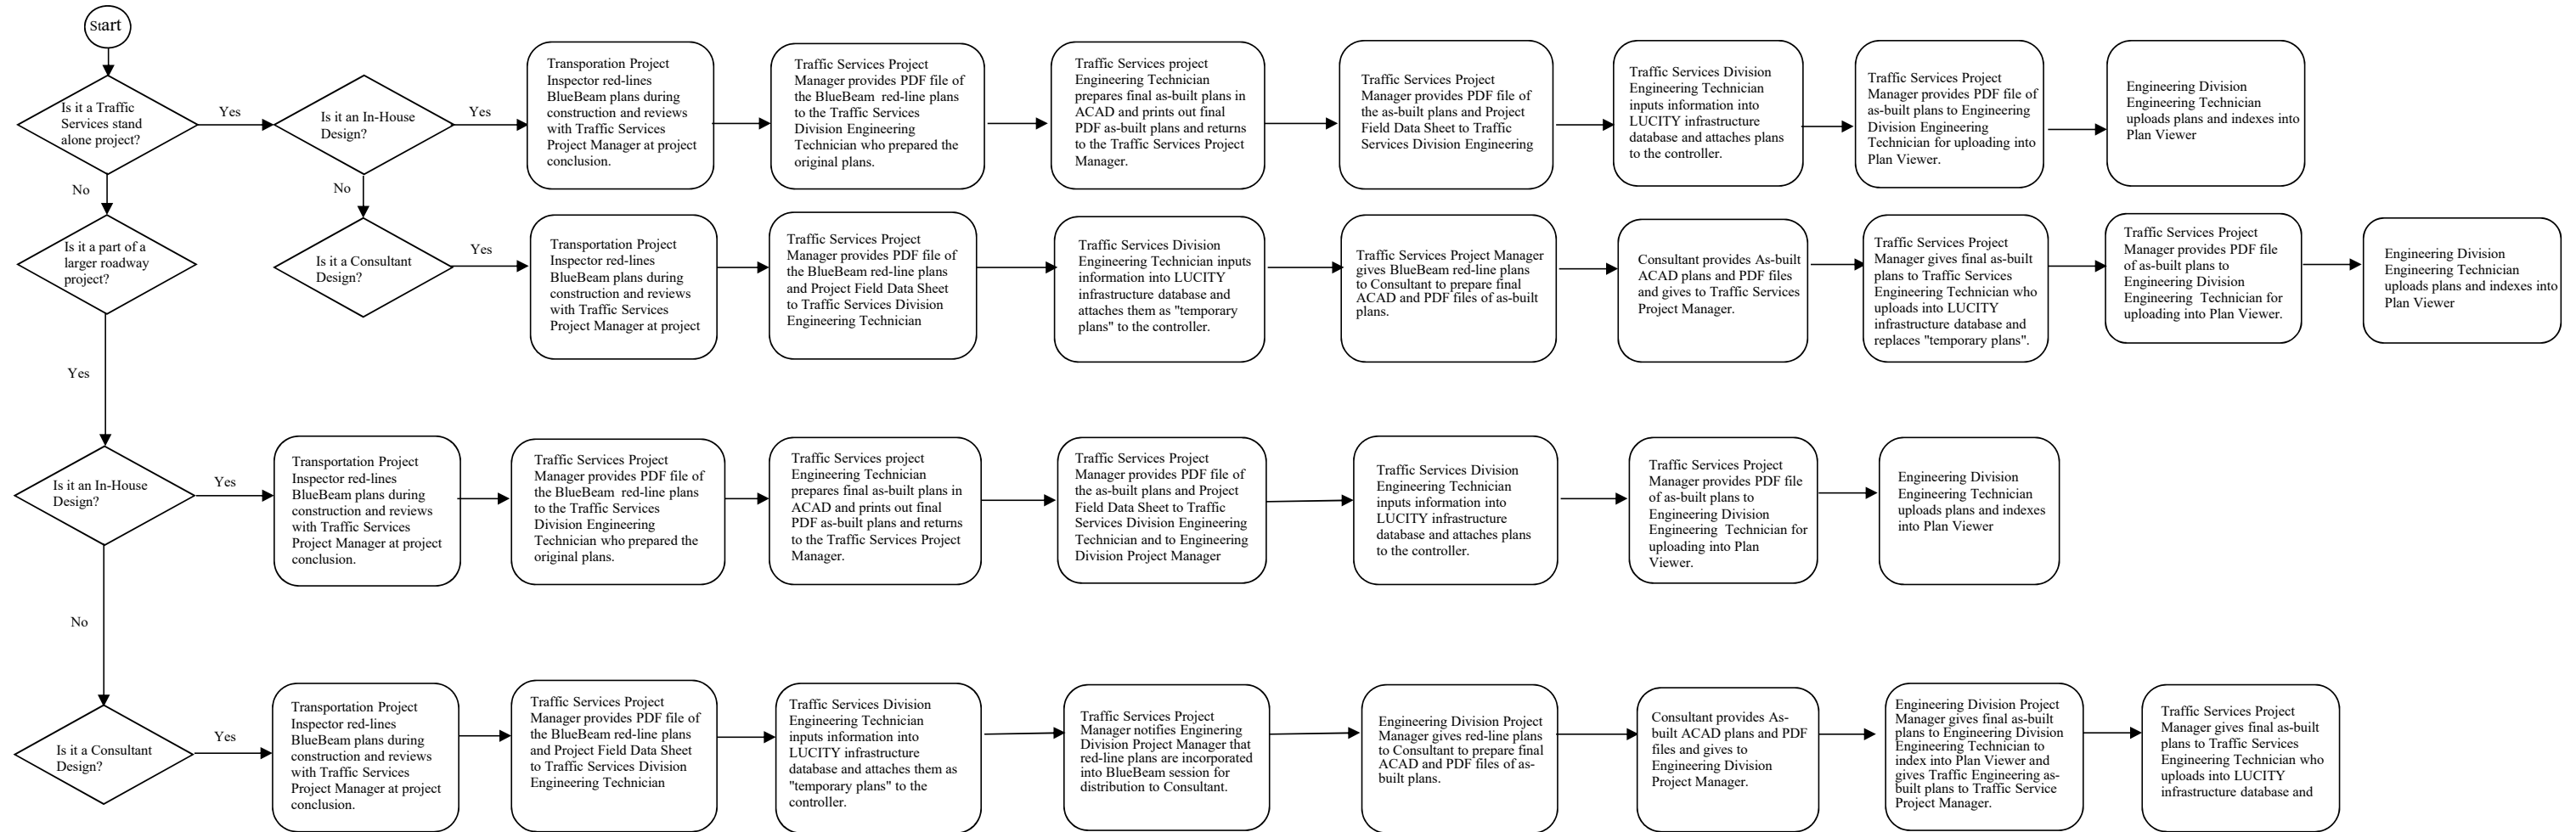 Start
Is it a Traffic
Services stand
alone project?
Yes
Is it an In-House
Design?
Yes
Transporation Project
Inspector red-lines
BlueBeam plans during
construction and reviews
with Traffic Services
Project Manager at project
conclusion.
Traffic Services Project
Manager provides PDF file of
the BlueBeam red-line plans
to the Traffic Services
Division Engineering
Technician who prepared the
original plans.
Traffic Services project
Engineering Technician
prepares final as-built plans in
ACAD and prints out final
PDF as-built plans and returns
to the Traffic Services Project
Manager.
Traffic Services Project
Manager provides PDF file of
the as-built plans and Project
Field Data Sheet to Traffic
Services Division Engineering
Traffic Services Division
Engineering Technician
inputs information into
LUCITY infrastructure
database and attaches plans
to the controller.
Traffic Services Project
Manager provides PDF file of
as-built plans to Engineering
Division Engineering
Technician for uploading into
Plan Viewer.
Engineering Division
Engineering Technician
uploads plans and indexes into
Plan Viewer
No
No
Is it a part of a
larger roadway
project?
Is it a Consultant
Design?
Yes
Transportation Project
Inspector red-lines
BlueBeam plans during
construction and reviews
with Traffic Services
Project Manager at project
Traffic Services Project
Manager provides PDF file of
the BlueBeam red-line plans
and Project Field Data Sheet
to Traffic Services Division
Engineering Technician
Traffic Services Division
Engineering Technician inputs
information into LUCITY
infrastructure database and
attaches them as "temporary
plans" to the controller.
Traffic Services Project Manager
gives BlueBeam red-line plans
to Consultant to prepare final
ACAD and PDF files of as-built
plans.
Consultant provides As-built
ACAD plans and PDF files
and gives to Traffic Services
Project Manager.
Traffic Services Project
Manager gives final as-built
plans to Traffic Services
Engineering Technician who
uploads into LUCITY
infrastructure database and
replaces "temporary plans".
Traffic Services Project
Manager provides PDF file
of as-built plans to
Engineering Division
Engineering Technician for
uploading into Plan Viewer.
Engineering Division
Engineering Technician
uploads plans and indexes into
Plan Viewer
Yes
Is it an In-House
Design?
Yes
Transportation Project
Inspector red-lines
BlueBeam plans during
construction and reviews
with Traffic Services
Project Manager at project
conclusion.
Traffic Services Project
Manager provides PDF file of
the BlueBeam red-line plans
to the Traffic Services
Division Engineering
Technician who prepared the
original plans.
Traffic Services project
Engineering Technician
prepares final as-built plans in
ACAD and prints out final
PDF as-built plans and returns
to the Traffic Services Project
Manager.
Traffic Services Project
Manager provides PDF file of
the as-built plans and Project
Field Data Sheet to Traffic
Services Division Engineering
Technician and to Engineering
Division Project Manager
Traffic Services Division
Engineering Technician
inputs information into
LUCITY infrastructure
database and attaches plans
to the controller.
Traffic Services Project
Manager provides PDF file
of as-built plans to
Engineering Division
Engineering Technician for
uploading into Plan
Viewer.
Engineering Division
Engineering Technician
uploads plans and indexes
into Plan Viewer
No
Is it a Consultant
Design?
Yes
Transportation Project
Inspector red-lines
BlueBeam plans during
construction and reviews
with Traffic Services
Project Manager at project
conclusion.
Traffic Services Project
Manager provides PDF file of
the BlueBeam red-line plans
and Project Field Data Sheet
to Traffic Services Division
Engineering Technician
Traffic Services Division
Engineering Technician
inputs information into
LUCITY infrastructure
database and attaches them as
"temporary plans" to the
controller.
Traffic Services Project
Manager notifies Enginering
Division Project Manager that
red-line plans are incorporated
into BlueBeam session for
distribution to Consultant.
Engineering Division Project
Manager gives red-line plans
to Consultant to prepare final
ACAD and PDF files of as-
built plans.
Consultant provides As-
built ACAD plans and PDF
files and gives to
Engineering Division
Project Manager.
Engineering Division Project
Manager gives final as-built
plans to Engineering Division
Engineering Technician to
index into Plan Viewer and
gives Traffic Engineering as-
built plans to Traffic Service
Project Manager.
Traffic Services Project
Manager gives final as-built
plans to Traffic Services
Engineering Technician who
uploads into LUCITY
infrastructure database and